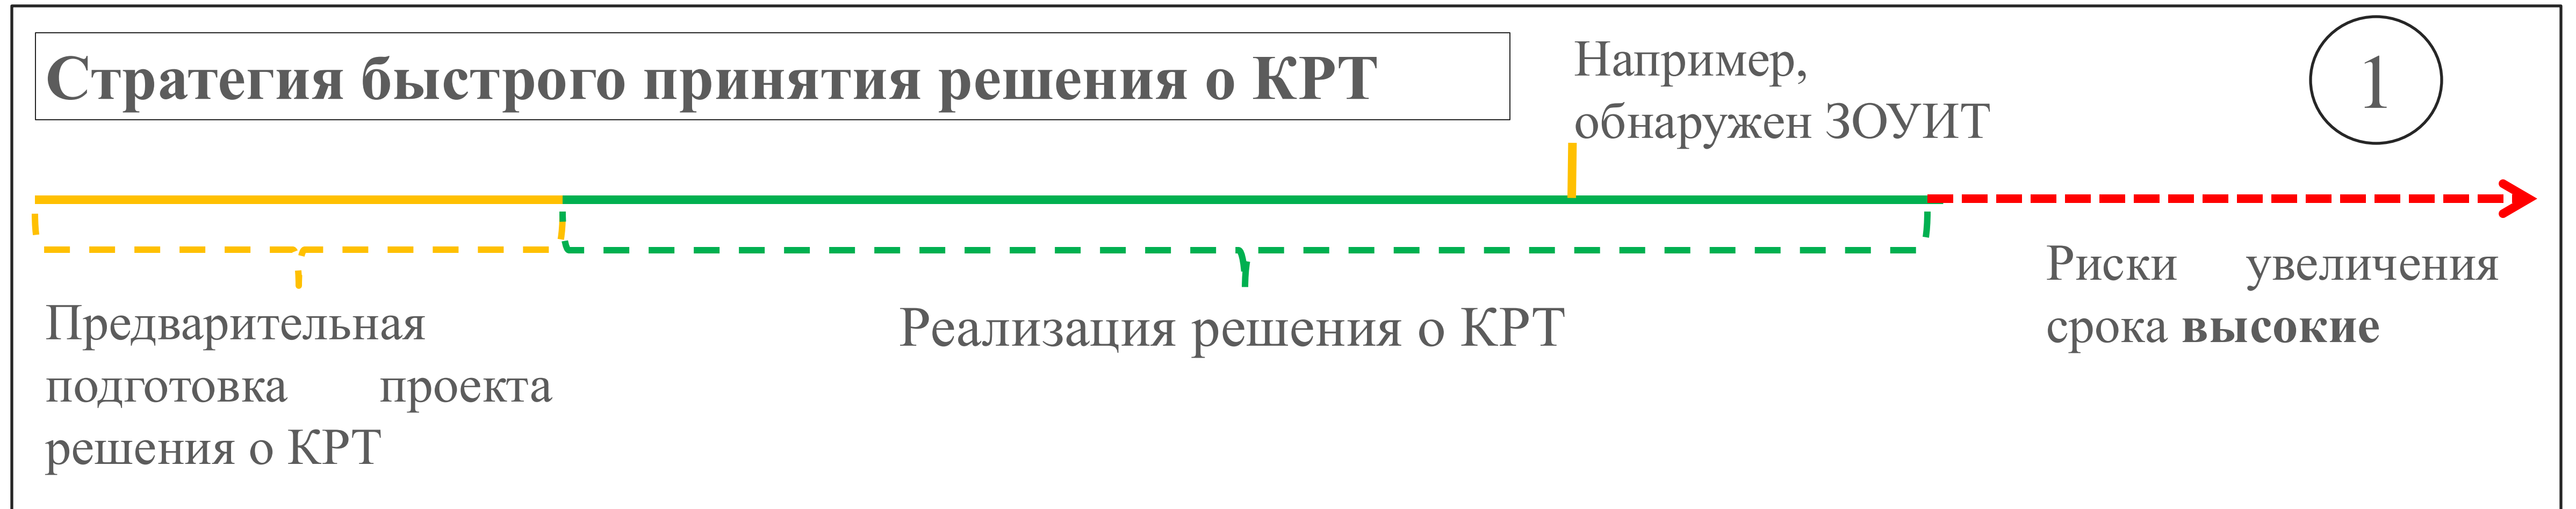 Стратегия быстрого принятия решения о КРТ
Например,
обнаружен ЗОУИТ
1
Предварительная
подготовка проекта
решения о КРТ
Реализация решения о КРТ
Риски увеличения
срока высокие